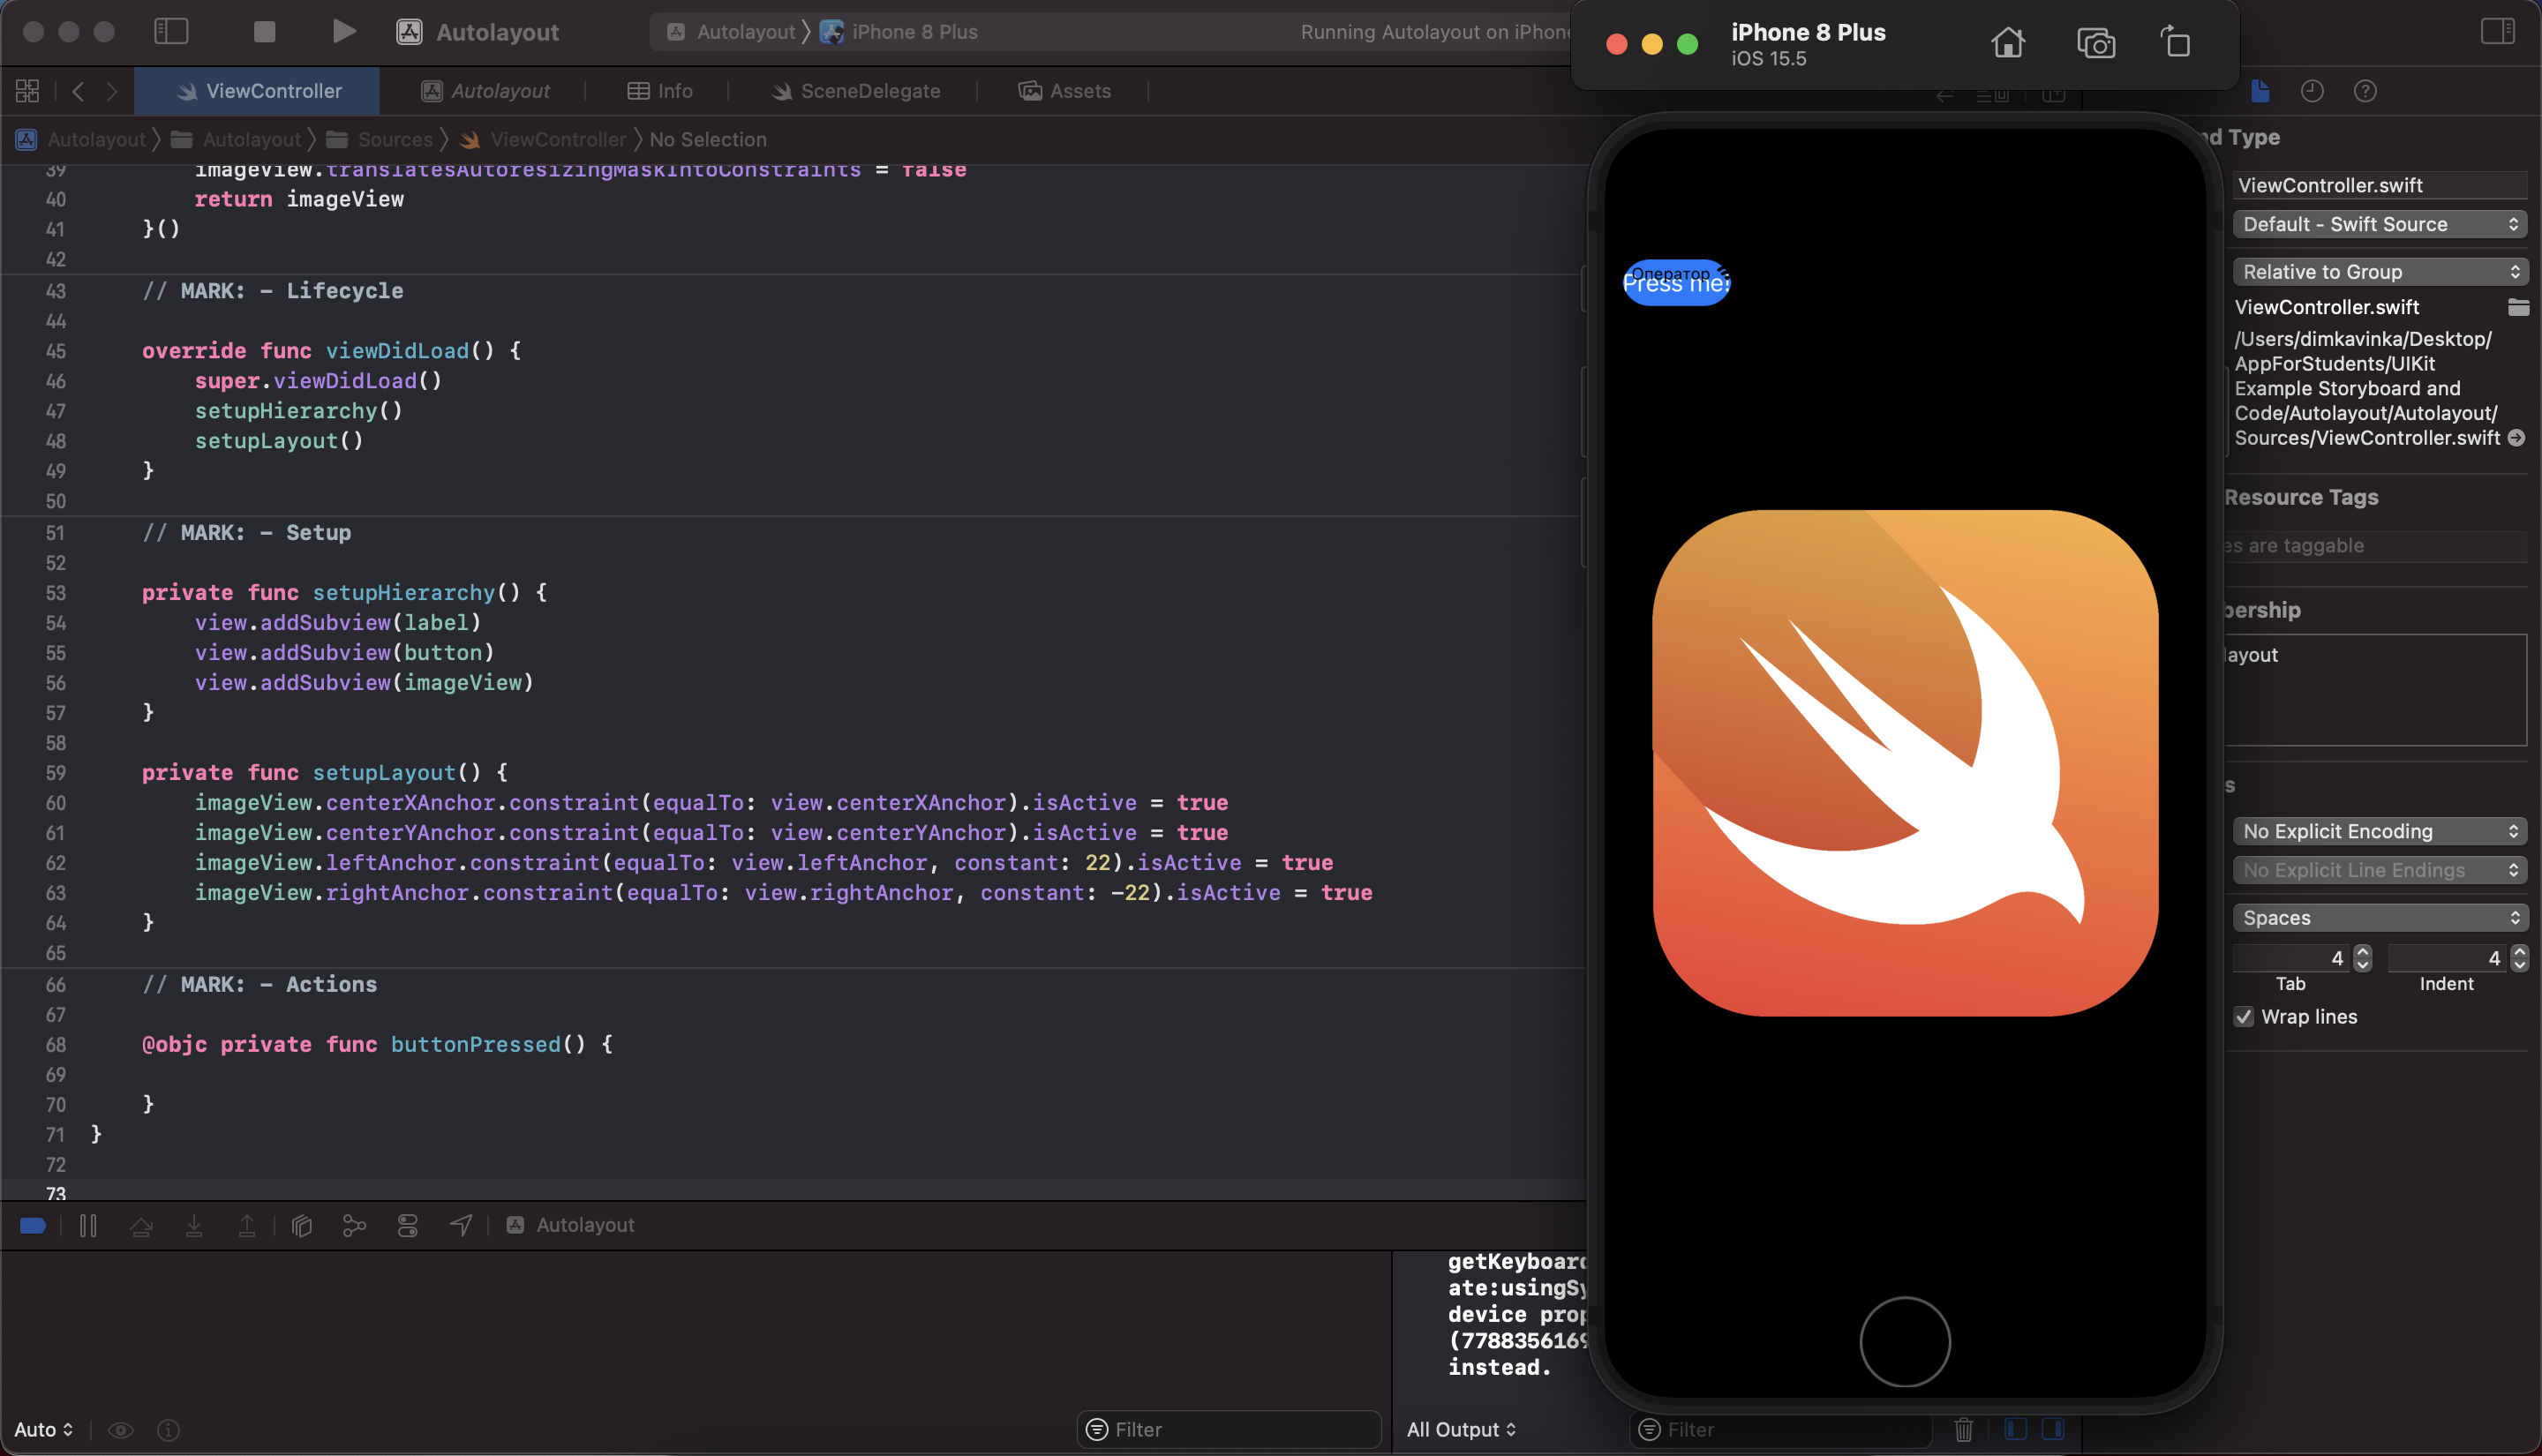 Autolayout
Autolayout
iPhone 8 Plus
Running Autolayout on iPhone
iPhone 8 Plus
iOS 15.5
ViewController
Autolayout
Info
SceneDelegate
Assets
Autolayout
Autolayout
Sources
ViewController
No Selection
39 imageView.translatesAutoresizingMaskIntoConstraints = false
40 return imageView
41 }()
42
43 // MARK: - Lifecycle
44
45 override func viewDidLoad() {
46 super.viewDidLoad()
47 setupHierarchy()
48 setupLayout()
49 }
50
51 // MARK: - Setup
52
53 private func setupHierarchy() {
54 view.addSubview(label)
55 view.addSubview(button)
56 view.addSubview(imageView)
57 }
58
59 private func setupLayout() {
60 imageView.centerXAnchor.constraint(equalTo: view.centerXAnchor).isActive = true
61 imageView.centerYAnchor.constraint(equalTo: view.centerYAnchor).isActive = true
62 imageView.leftAnchor.constraint(equalTo: view.leftAnchor, constant: 22).isActive = true
63 imageView.rightAnchor.constraint(equalTo: view.rightAnchor, constant: -22).isActive = true
64 }
65
66 // MARK: - Actions
67
68 @objc private func buttonPressed() {
69
70 }
71 }
72
73
Autolayout
getKeyboard
ate:usingSy
device prop
(7788356169
instead.
Auto
Filter
All Output
Filter
Оператор
Press me!
nd Type
ViewController.swift
Default - Swift Source
Relative to Group
ViewController.swift
/Users/dimkavinka/Desktop/
AppForStudents/UIKit
Example Storyboard and
Code/Autolayout/Autolayout/
Sources/ViewController.swift
Resource Tags
es are taggable
bership
layout
s
No Explicit Encoding
No Explicit Line Endings
Spaces
4 4
Tab Indent
Wrap lines